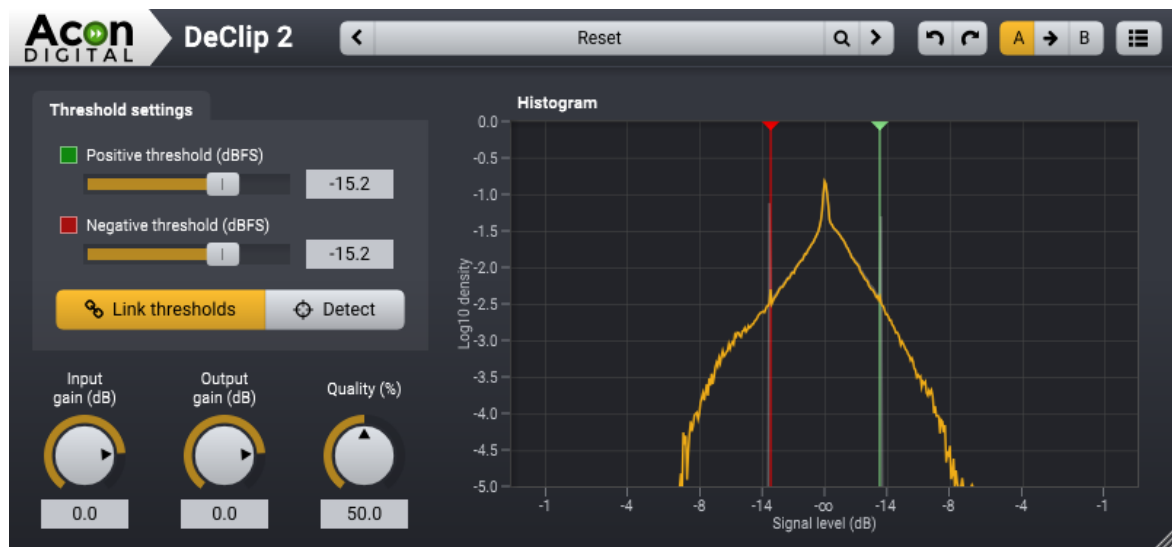 Acon
DIGITAL
DeClip 2
Reset
A
B
Threshold settings
Positive threshold (dBFS)
-15.2
Negative threshold (dBFS)
-15.2
Link thresholds
Detect
Input
gain (dB)
Output
gain (dB)
Quality (%)
0.0
0.0
50.0
Histogram
Log10 density
0.0
-0.5
-1.0
-1.5
-2.0
-2.5
-3.0
-3.5
-4.0
-4.5
-5.0
-1 -4 -8 -14 -∞ -14 -8 -4 -1
Signal level (dB)